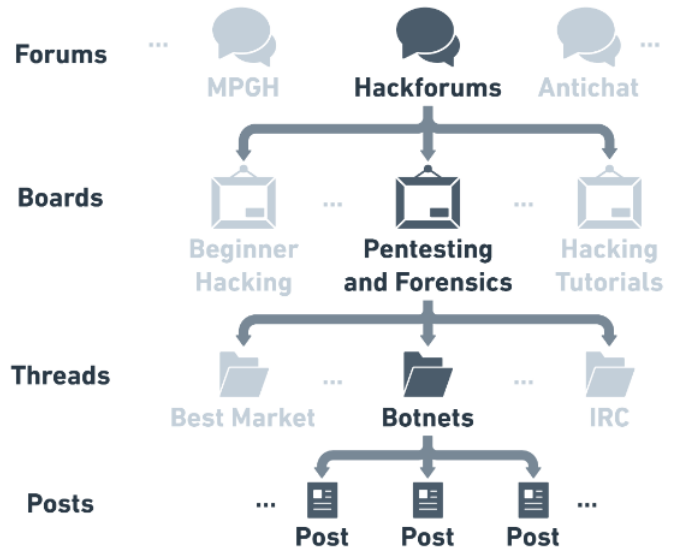 Forums
... MPGH Hackforums Antichat ...
Boards
... ...
Beginner Pentesting Hacking
Hacking and Forensics Tutorials
Threads
... ...
Best Market Botnets IRC
Posts
... ...
Post Post Post